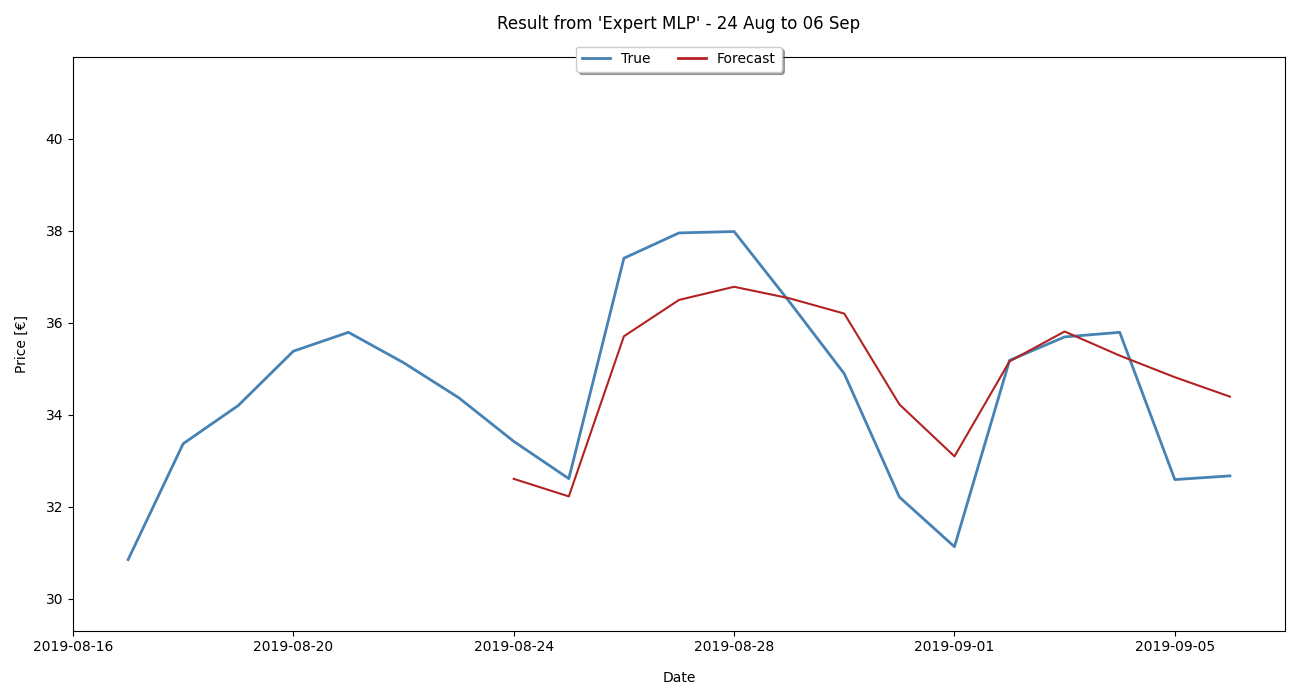 Result from 'Expert MLP' - 24 Aug to 06 Sep
True Forecast
Price [€]
40
38
36
34
32
30
2019-08-16 2019-08-20 2019-08-24 2019-08-28 2019-09-01 2019-09-05
Date